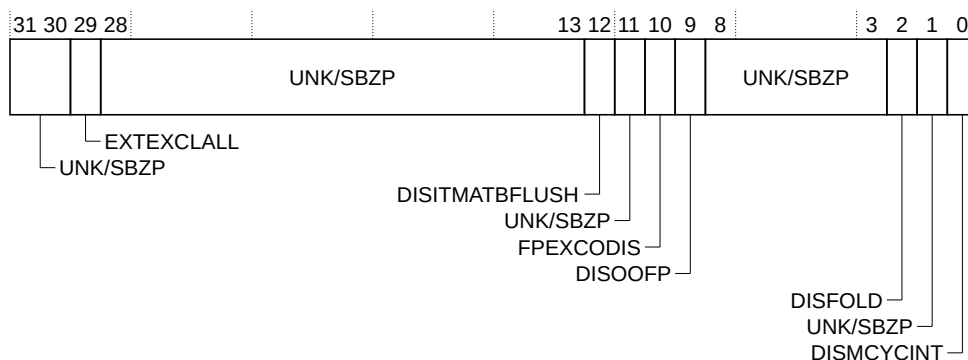 31 30 29 28 13 12 11 10 9 8 3 2 1 0
UNK/SBZP UNK/SBZP
EXTEXCLALL
UNK/SBZP
DISITMATBFLUSH
UNK/SBZP
FPEXCODIS
DISOOFP
DISFOLD
UNK/SBZP
DISMCYCINT